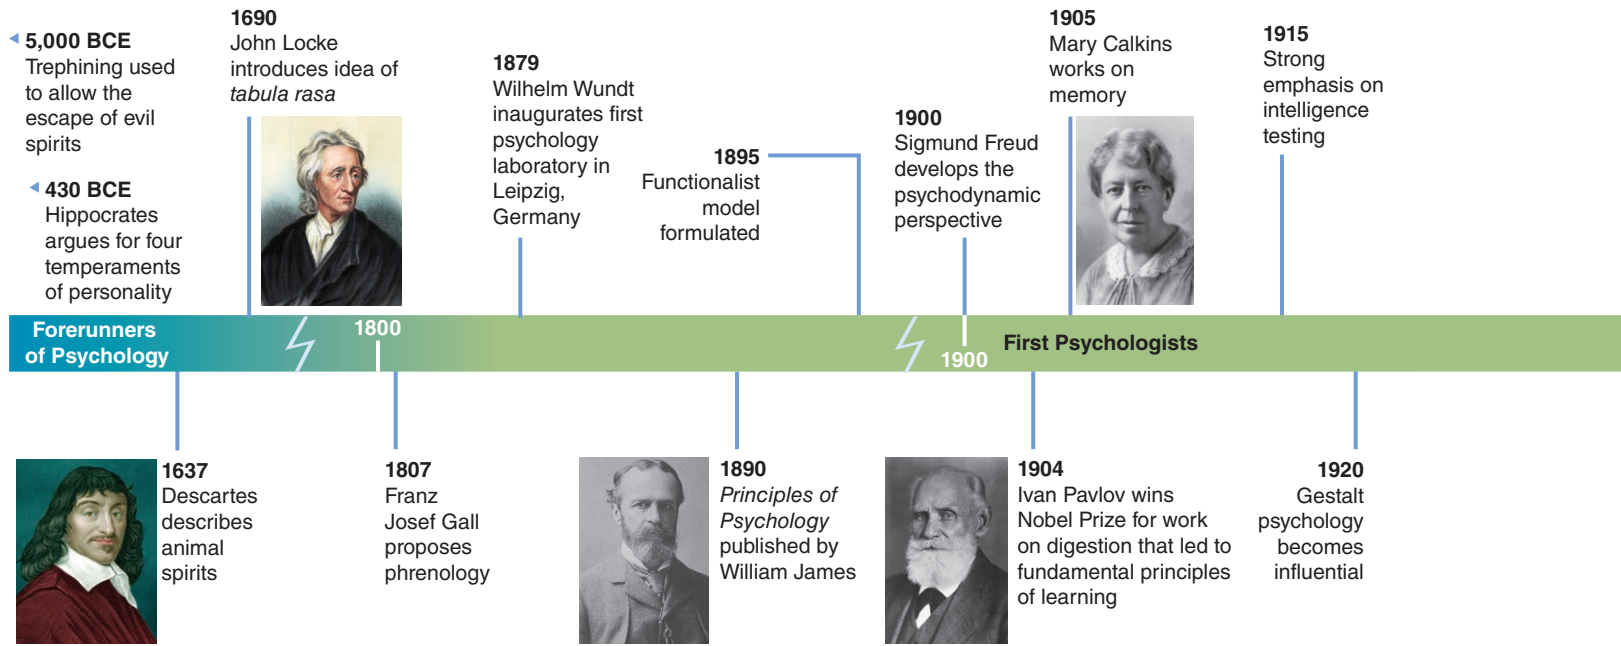 5,000 BCE
Trephining used
to allow the
escape of evil
spirits
430 BCE
Hippocrates
argues for four
temperaments
of personality
1690
John Locke
introduces idea of
tabula rasa
1879
Wilhelm Wundt
inaugurates first
psychology
laboratory in
Leipzig,
Germany
1895
Functionalist
model
formulated
1900
Sigmund Freud
develops the
psychodynamic
perspective
1905
Mary Calkins
works on
memory
1915
Strong
emphasis on
intelligence
testing
Forerunners
of Psychology
1800
1900
First Psychologists
1637
Descartes
describes
animal
spirits
1807
Franz
Josef Gall
proposes
phrenology
1890
Principles of
Psychology
published by
William James
1904
Ivan Pavlov wins
Nobel Prize for work
on digestion that led to
fundamental principles
of learning
1920
Gestalt
psychology
becomes
influential